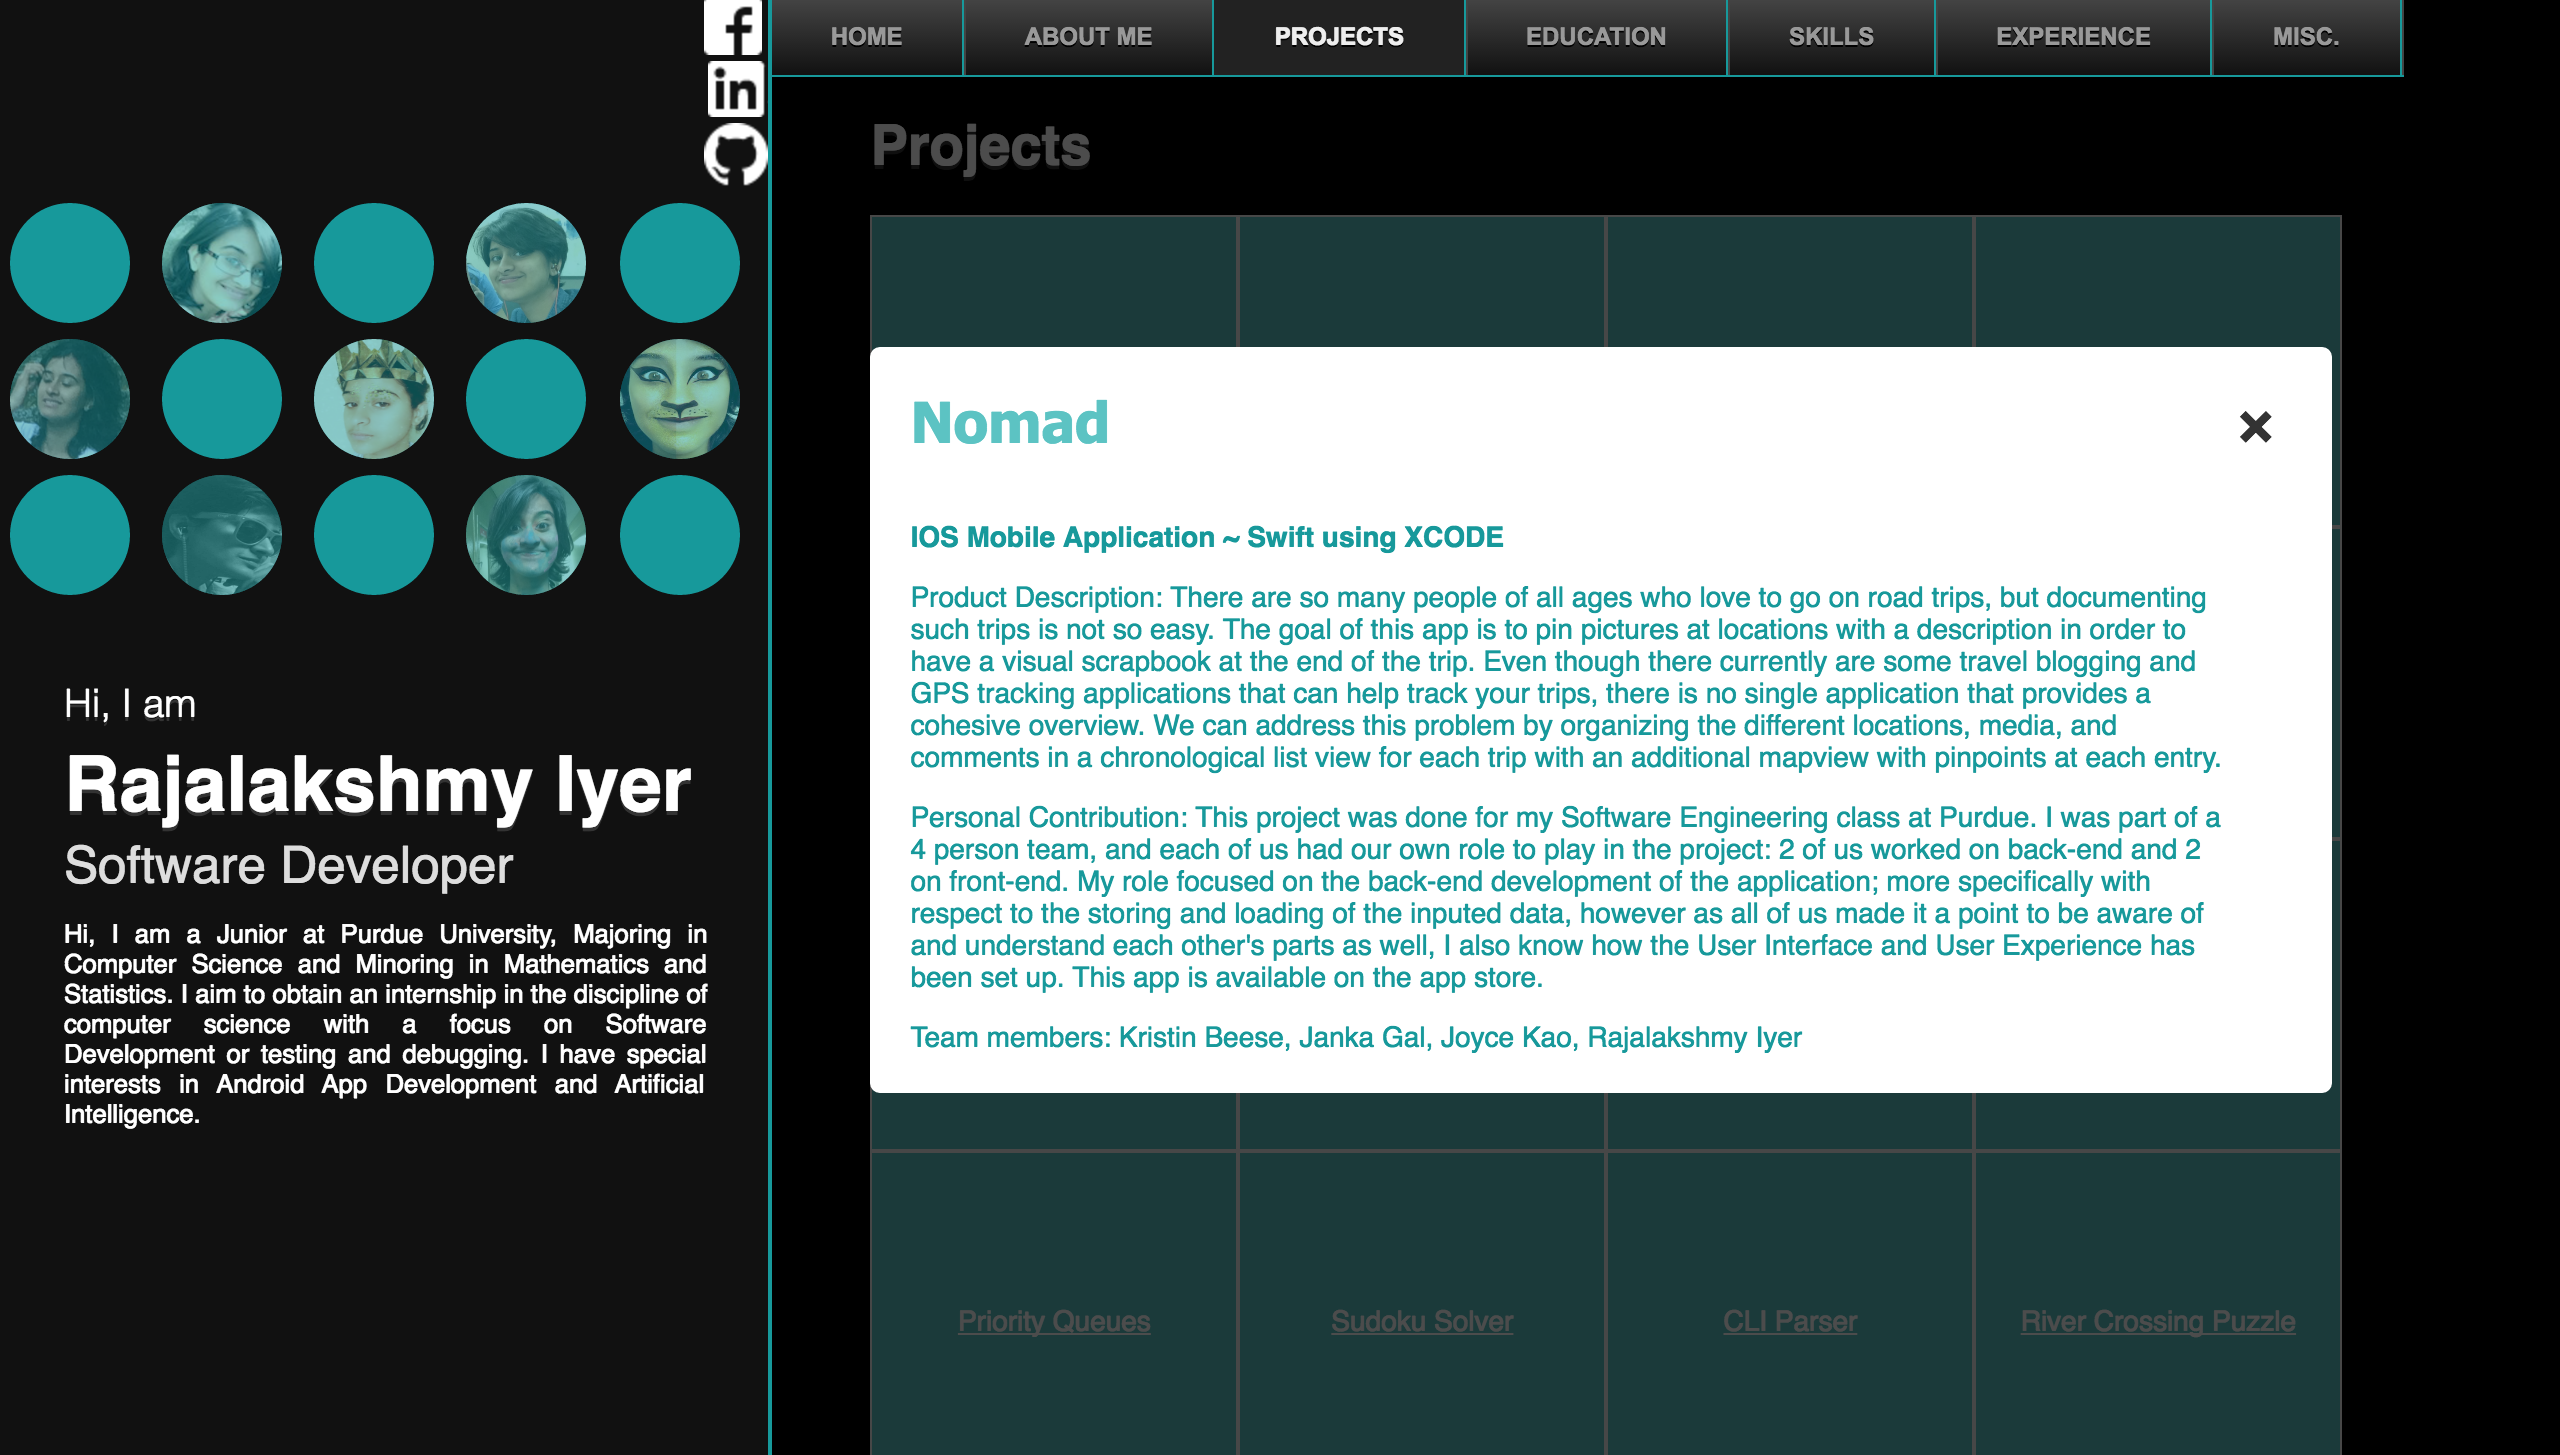 HOME ABOUT ME PROJECTS EDUCATION SKILLS EXPERIENCE MISC.
f
in
Hi, I am
Rajalakshmy Iyer
Software Developer
Hi, I am a Junior at Purdue University, Majoring in
Computer Science and Minoring in Mathematics and
Statistics. I aim to obtain an internship in the discipline of
computer science with a focus on Software
Development or testing and debugging. I have special
interests in Android App Development and Artificial
Intelligence.
Projects
Nomad
IOS Mobile Application ~ Swift using XCODE
Product Description: There are so many people of all ages who love to go on road trips, but documenting
such trips is not so easy. The goal of this app is to pin pictures at locations with a description in order to
have a visual scrapbook at the end of the trip. Even though there currently are some travel blogging and
GPS tracking applications that can help track your trips, there is no single application that provides a
cohesive overview. We can address this problem by organizing the different locations, media, and
comments in a chronological list view for each trip with an additional mapview with pinpoints at each entry.
Personal Contribution: This project was done for my Software Engineering class at Purdue. I was part of a
4 person team, and each of us had our own role to play in the project: 2 of us worked on back-end and 2
on front-end. My role focused on the back-end development of the application; more specifically with
respect to the storing and loading of the inputed data, however as all of us made it a point to be aware of
and understand each other's parts as well, I also know how the User Interface and User Experience has
been set up. This app is available on the app store.
Team members: Kristin Beese, Janka Gal, Joyce Kao, Rajalakshmy Iyer
Priority Queues Sudoku Solver CLI Parser River Crossing Puzzle